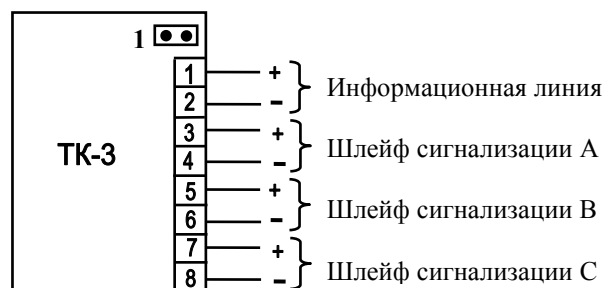 1
1 + Информационная линия
2 -
3 + Шлейф сигнализации А
ТК-3
4 -
5 + Шлейф сигнализации В
6 -
7 + Шлейф сигнализации С
8 -